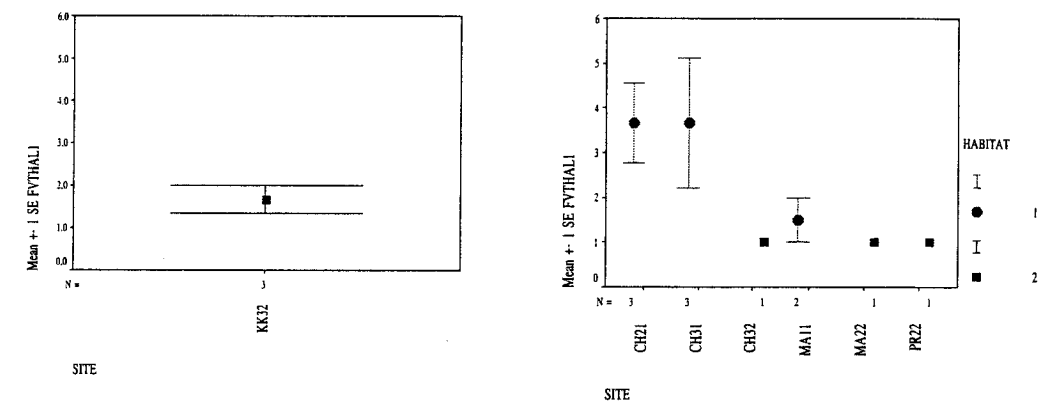 6.0
5.0
4.0
3.0
2.0
1.0
0.0
Mean +- 1 SE FVTHAL1
N = 3
KK32
SITE
6
5
4
3
2
1
0
Mean +- 1 SE FVTHAL1
N = 3 3 1 2 1 1
CH21 CH31 CH32 MA11 MA22 PR22
SITE
HABITAT
1
2